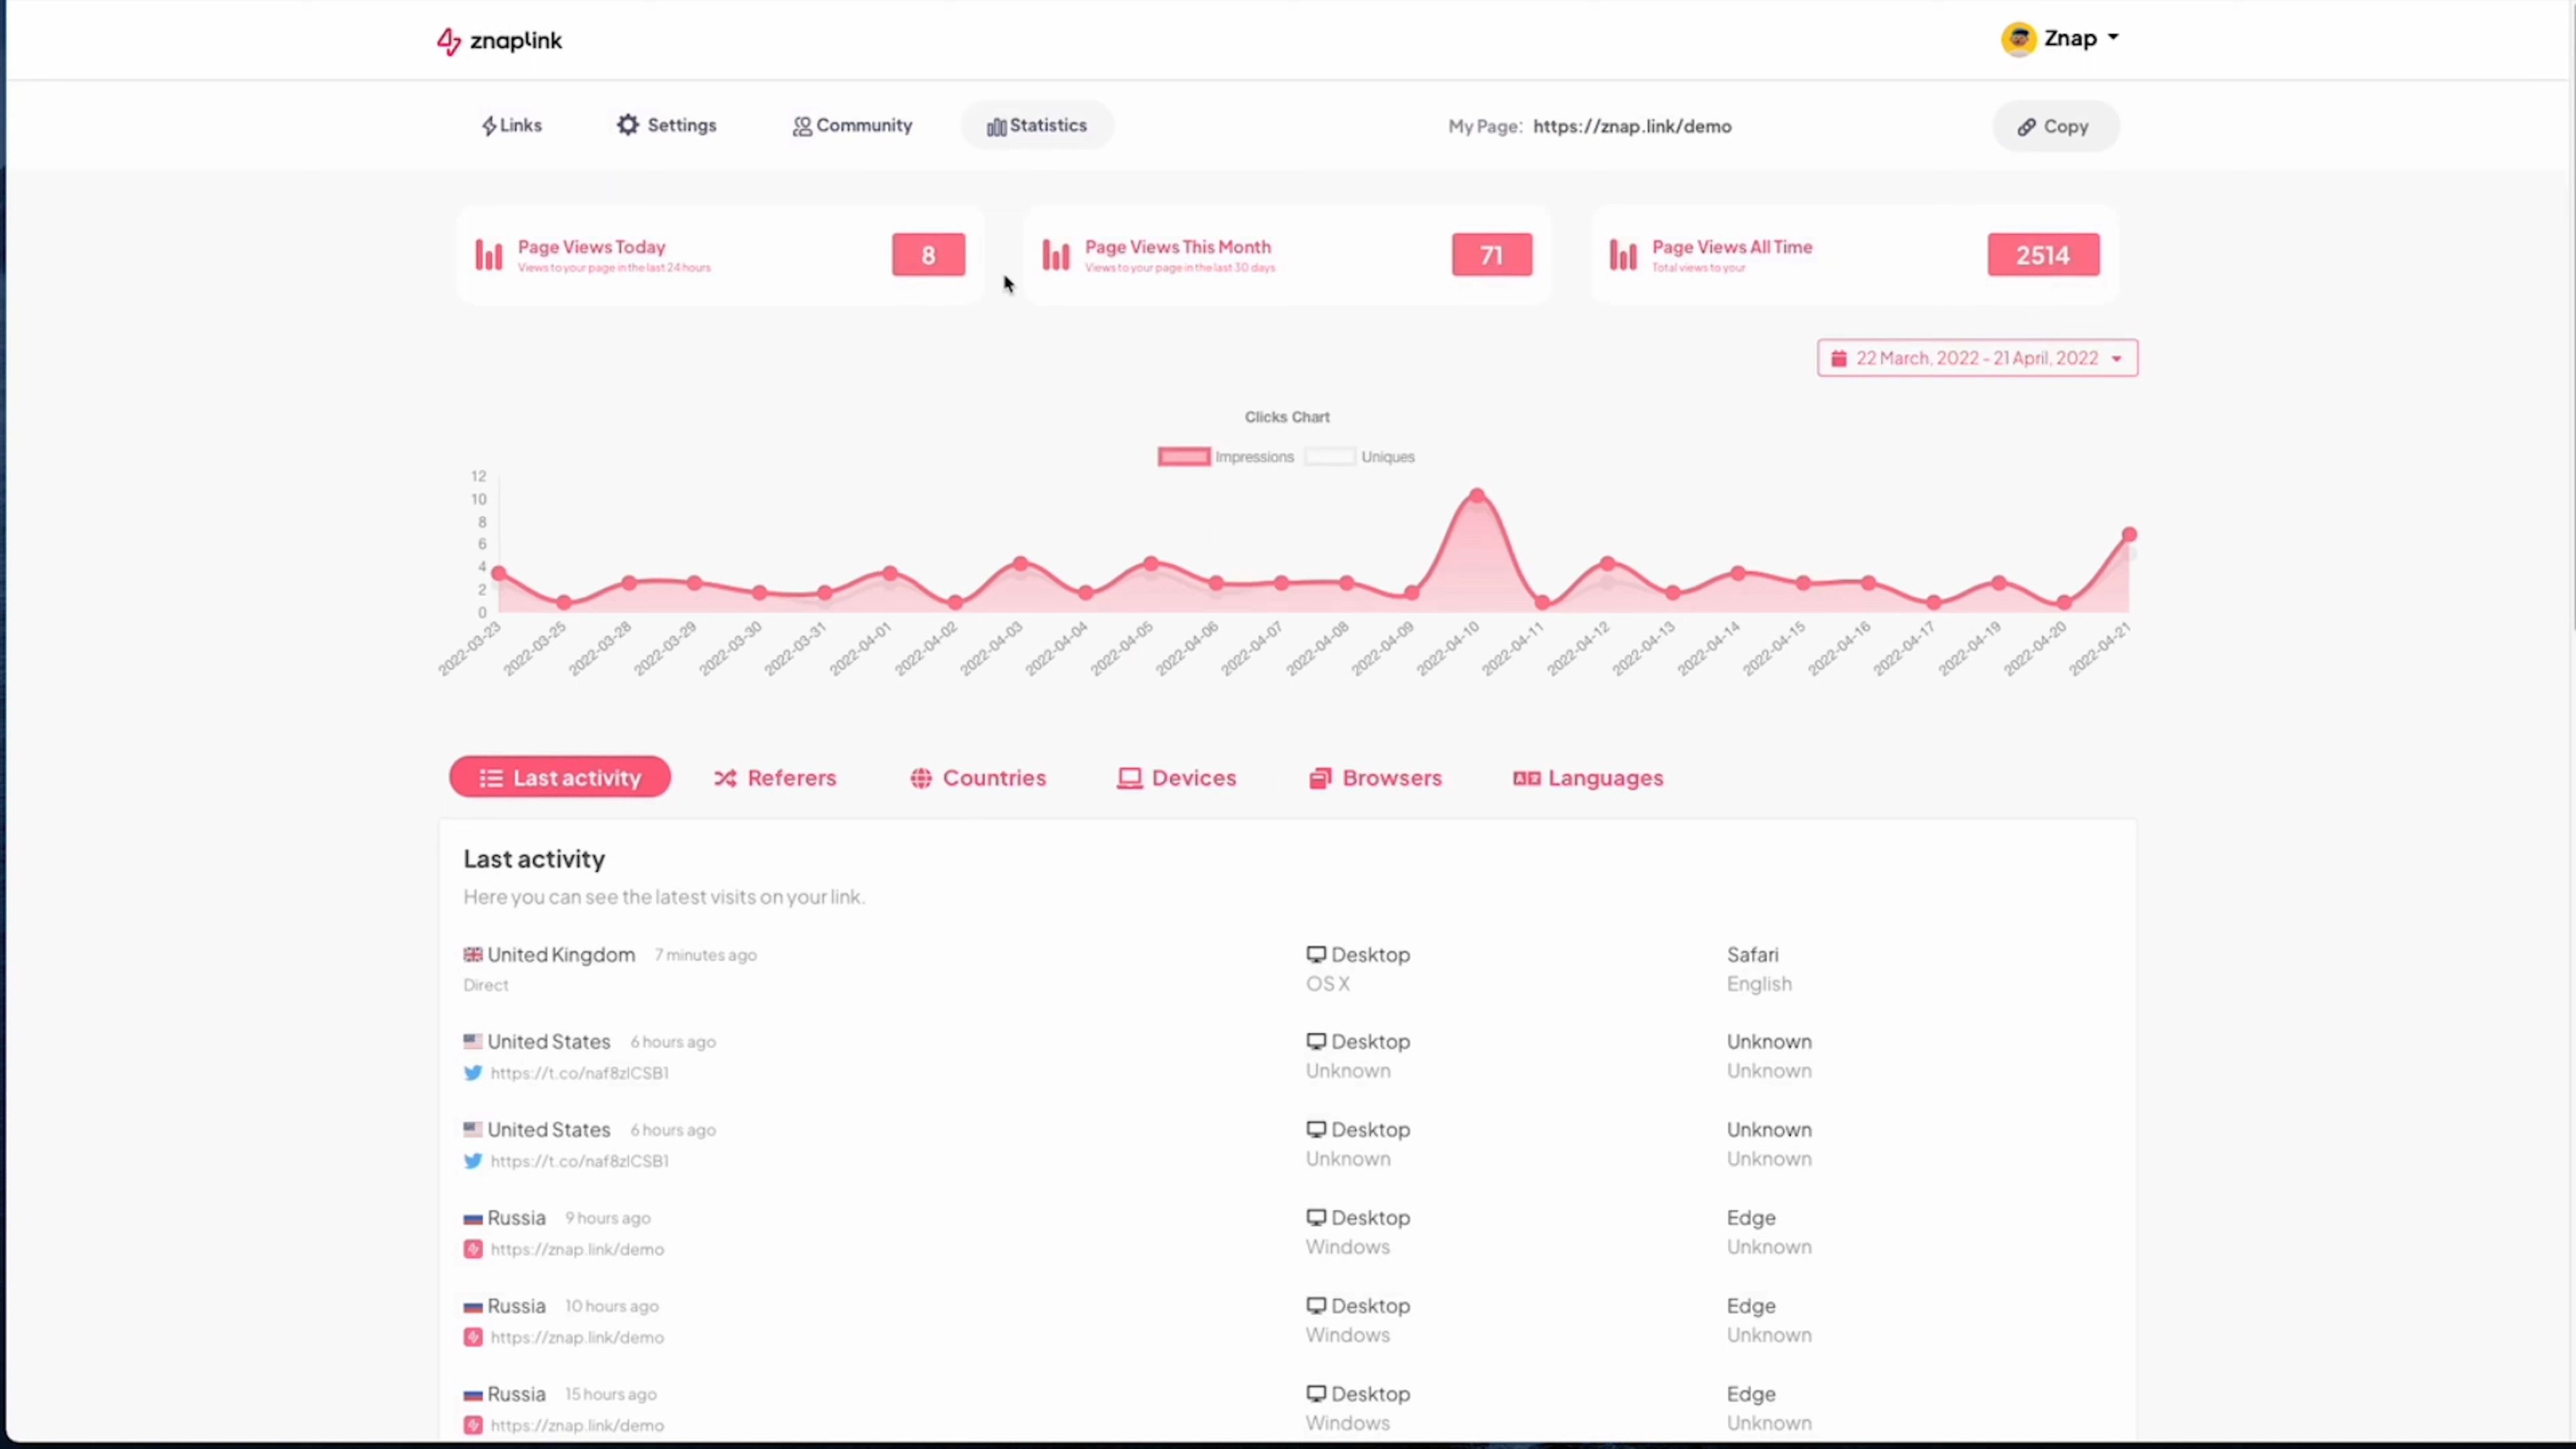 znaplink
Znap
Links Settings Community Statistics My Page: https://znap.link/demo Copy
Page Views Today
Views to your page in the last 24 hours
8
Page Views This Month
Views to your page in the last 30 days
71
Page Views All Time
Total views to your
2514
22 March, 2022 - 21 April, 2022
Clicks Chart
Impressions Uniques
12
10
8
6
4
2
0
2022-03-23 2022-03-25 2022-03-28 2022-03-29 2022-03-30 2022-03-31 2022-04-01 2022-04-02 2022-04-03 2022-04-04 2022-04-05 2022-04-06 2022-04-07 2022-04-08 2022-04-09 2022-04-10 2022-04-11 2022-04-12 2022-04-13 2022-04-14 2022-04-15 2022-04-16 2022-04-17 2022-04-19 2022-04-20 2022-04-21
Last activity Referers Countries Devices Browsers Languages
Last activity
Here you can see the latest visits on your link.
United Kingdom 7 minutes ago Desktop Safari
Direct OS X English
United States 6 hours ago Desktop Unknown
https://t.co/naf8zlCSB1 Unknown Unknown
United States 6 hours ago Desktop Unknown
https://t.co/naf8zlCSB1 Unknown Unknown
Russia 9 hours ago Desktop Edge
https://znap.link/demo Windows Unknown
Russia 10 hours ago Desktop Edge
https://znap.link/demo Windows Unknown
Russia 15 hours ago Desktop Edge
https://znap.link/demo Windows Unknown